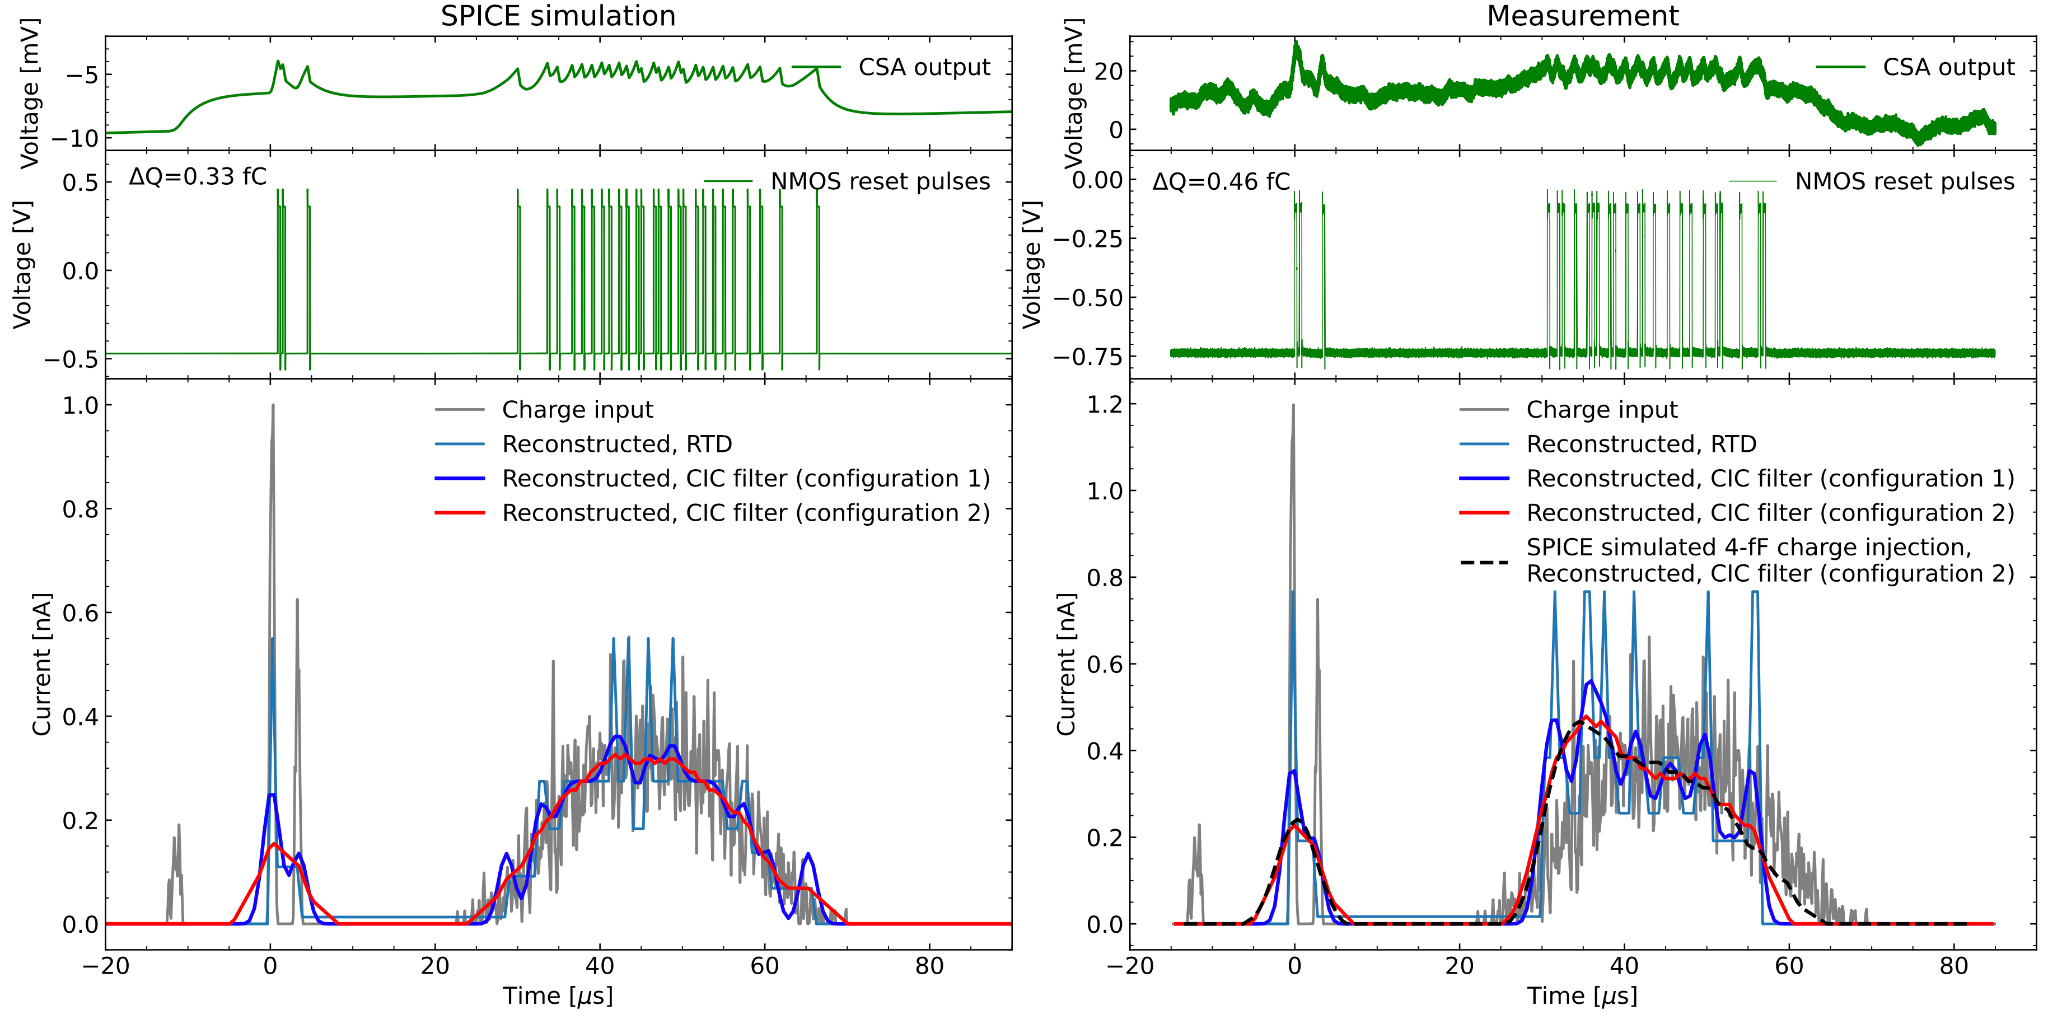 SPICE simulation
Voltage [mV]
−5
−10
CSA output
Voltage [V]
0.5
0.0
−0.5
ΔQ=0.33 fC
NMOS reset pulses
Current [nA]
1.0
0.8
0.6
0.4
0.2
0.0
Charge input
Reconstructed, RTD
Reconstructed, CIC filter (configuration 1)
Reconstructed, CIC filter (configuration 2)
−20 0 20 40 60 80
Time [μs]
Measurement
Voltage [mV]
20
0
CSA output
Voltage [V]
0.00
−0.25
−0.50
−0.75
ΔQ=0.46 fC
NMOS reset pulses
Current [nA]
1.2
1.0
0.8
0.6
0.4
0.2
0.0
Charge input
Reconstructed, RTD
Reconstructed, CIC filter (configuration 1)
Reconstructed, CIC filter (configuration 2)
SPICE simulated 4-fF charge injection,
Reconstructed, CIC filter (configuration 2)
−20 0 20 40 60 80
Time [μs]